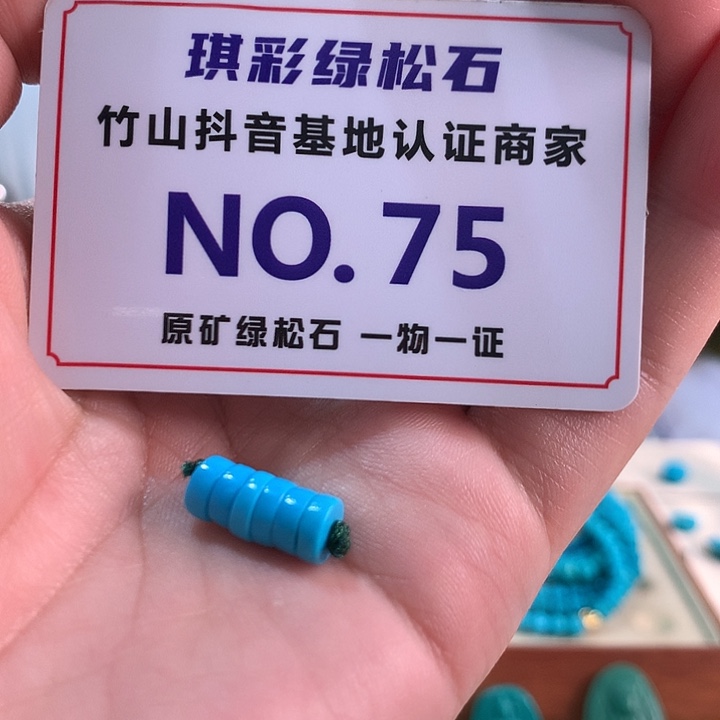 琪彩绿松石
竹山抖音基地认证商家
NO. 75
原矿绿松石 一物一证